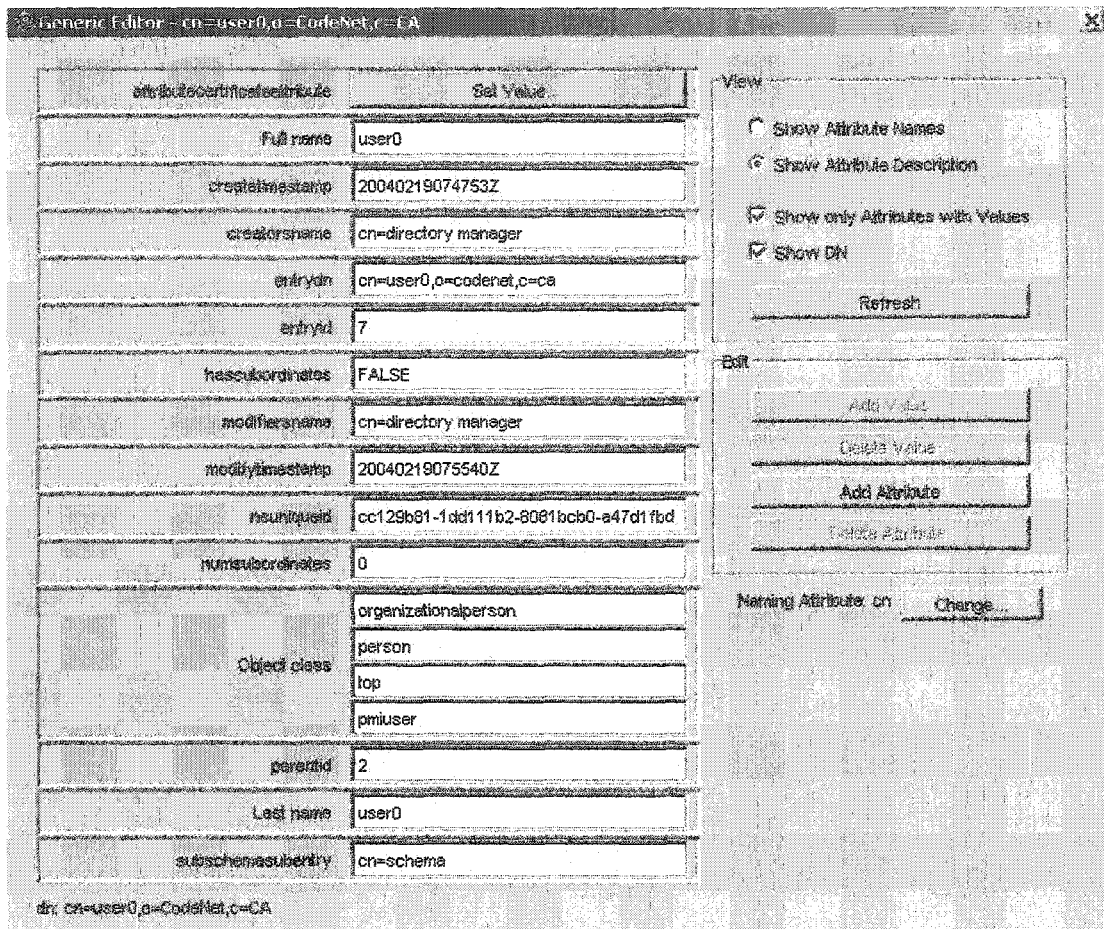 Generic Editor - cn=user0,o=CodeNet,c=CA
attributecertificateattribute Set Value...
Full name user0
createtimestamp 20040219074753Z
creatorsname cn=directory manager
entrydn cn=user0,o=codenet,c=ca
entryid 7
hassubordinates FALSE
modifiersname cn=directory manager
modifytimestamp 20040219075540Z
nsuniqueid cc129b81-1dd111b2-8081bcb0-a47d1fbd
numsubordinates 0
Object class
organizationalperson
person
top
pmiuser
parentid 2
Last name user0
subschemasubentry cn=schema
dn: cn=user0,o=CodeNet,c=CA
View
Show Attribute Names
Show Attribute Description
Show only Attributes with Values
Show DN
Refresh
Edit
Add Value
Delete Value
Add Attribute
Delete Attribute
Naming Attribute: cn Change...